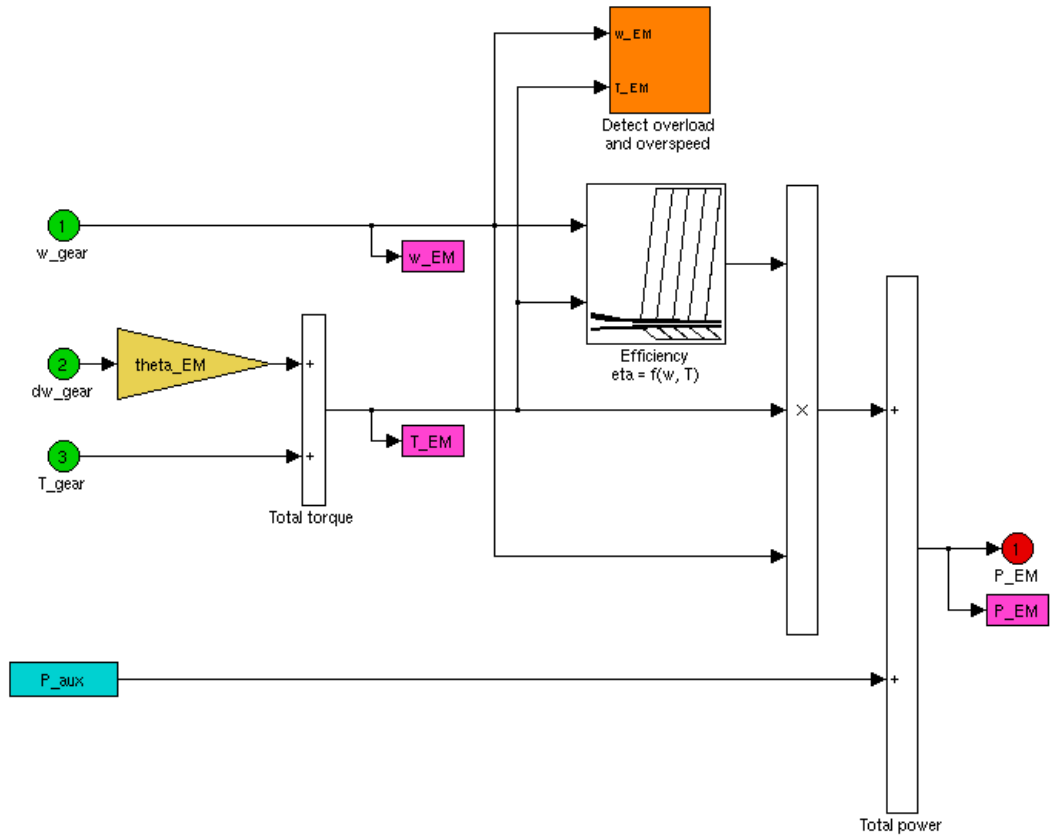 w_EM
T_EM
Detect overload
and overspeed
1
w_gear
w_EM
Efficiency
eta = f(w, T)
2
dw_gear
theta_EM
+
3
T_gear
+
Total torque
T_EM
×
+
1
P_EM
P_EM
P_aux
+
Total power